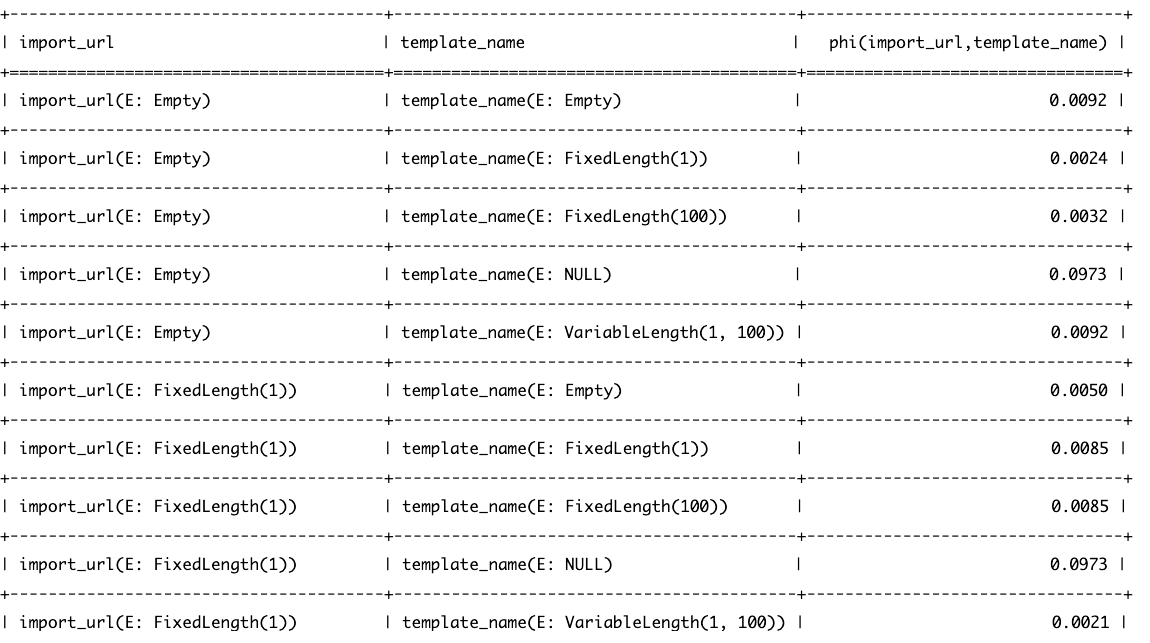 +---------------------------------------+------------------------------------------+---------------------------------+
| import_url                            | template_name                            |   phi(import_url,template_name) |
+=======================================+==========================================+=================================+
| import_url(E: Empty)                  | template_name(E: Empty)                  |                          0.0092 |
+---------------------------------------+------------------------------------------+---------------------------------+
| import_url(E: Empty)                  | template_name(E: FixedLength(1))         |                          0.0024 |
+---------------------------------------+------------------------------------------+---------------------------------+
| import_url(E: Empty)                  | template_name(E: FixedLength(100))       |                          0.0032 |
+---------------------------------------+------------------------------------------+---------------------------------+
| import_url(E: Empty)                  | template_name(E: NULL)                   |                          0.0973 |
+---------------------------------------+------------------------------------------+---------------------------------+
| import_url(E: Empty)                  | template_name(E: VariableLength(1, 100)) |                          0.0092 |
+---------------------------------------+------------------------------------------+---------------------------------+
| import_url(E: FixedLength(1))         | template_name(E: Empty)                  |                          0.0050 |
+---------------------------------------+------------------------------------------+---------------------------------+
| import_url(E: FixedLength(1))         | template_name(E: FixedLength(1))         |                          0.0085 |
+---------------------------------------+------------------------------------------+---------------------------------+
| import_url(E: FixedLength(1))         | template_name(E: FixedLength(100))       |                          0.0085 |
+---------------------------------------+------------------------------------------+---------------------------------+
| import_url(E: FixedLength(1))         | template_name(E: NULL)                   |                          0.0973 |
+---------------------------------------+------------------------------------------+---------------------------------+
| import_url(E: FixedLength(1))         | template_name(E: VariableLength(1, 100)) |                          0.0021 |